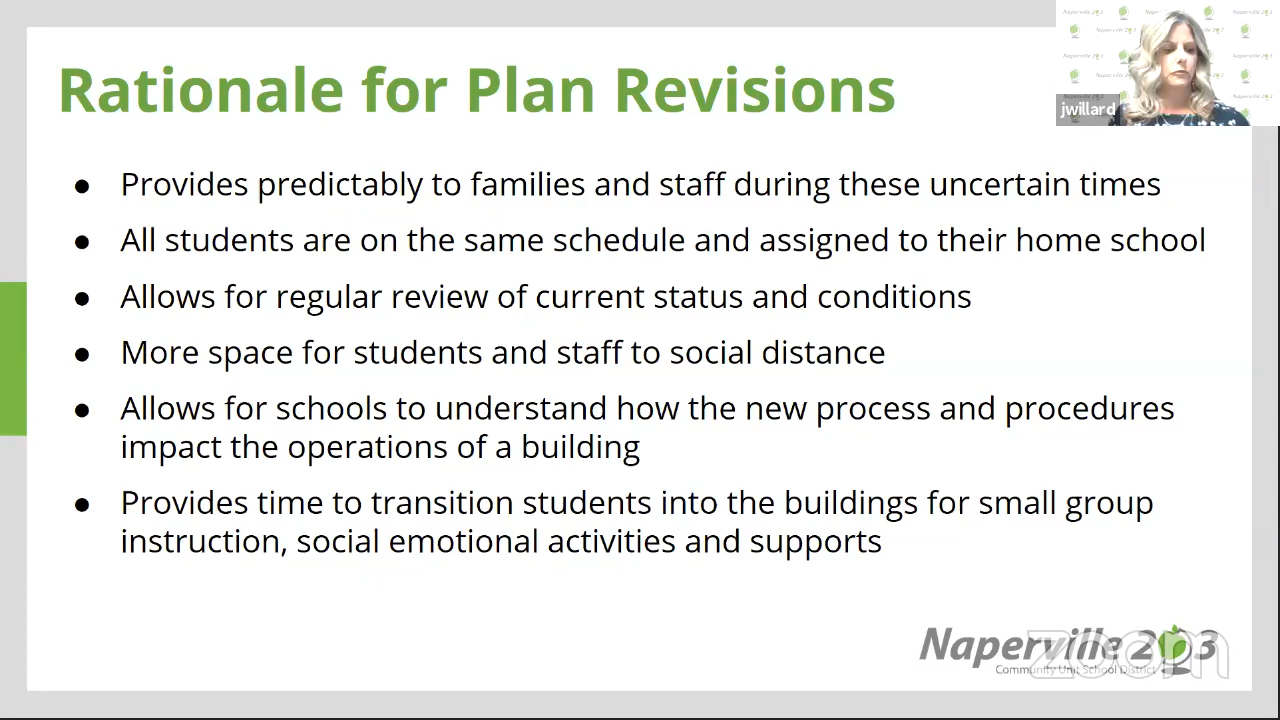 Rationale for Plan Revisions
jwillard
● Provides predictably to families and staff during these uncertain times
● All students are on the same schedule and assigned to their home school
● Allows for regular review of current status and conditions
● More space for students and staff to social distance
● Allows for schools to understand how the new process and procedures
impact the operations of a building
● Provides time to transition students into the buildings for small group
instruction, social emotional activities and supports
Naperville 203
Community Unit School District
zoom